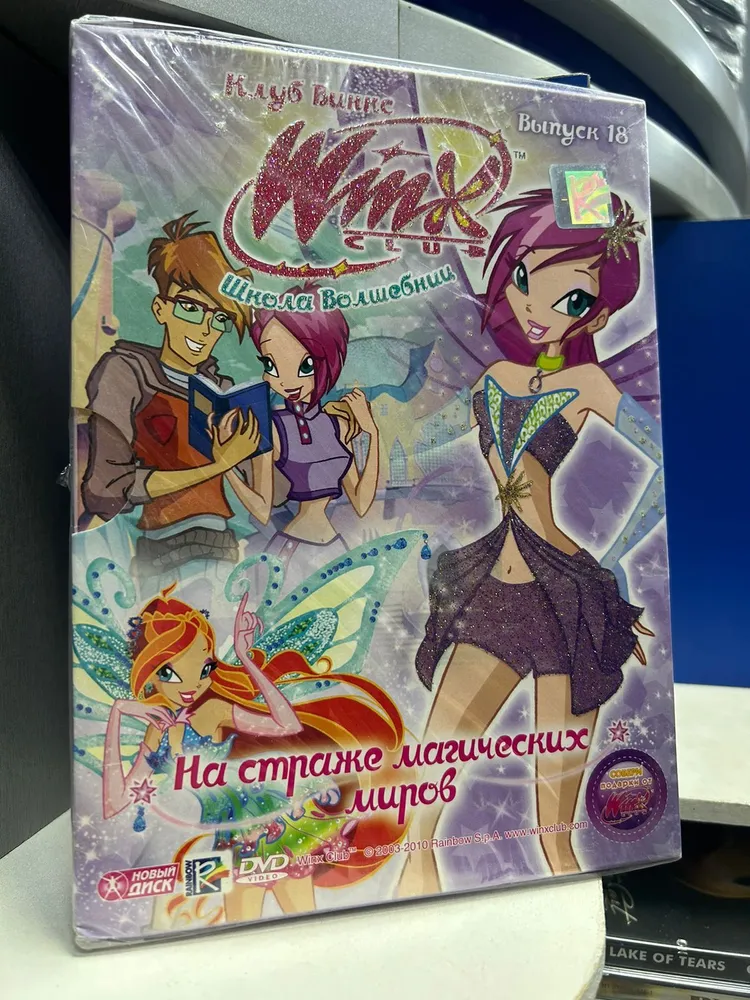 Клуб Винкс
Выпуск 18
Winx™
CLUB
Школа Волшебниц
На страже магических
миров
СОБЕРИ
подарки от
Winx
НОВЫЙ
ДИСК
RAINBOW
R
DVD
VIDEO
Winx Club™ © 2003-2010 Rainbow S.p.A. www.winxclub.com
LAKE OF TEARS